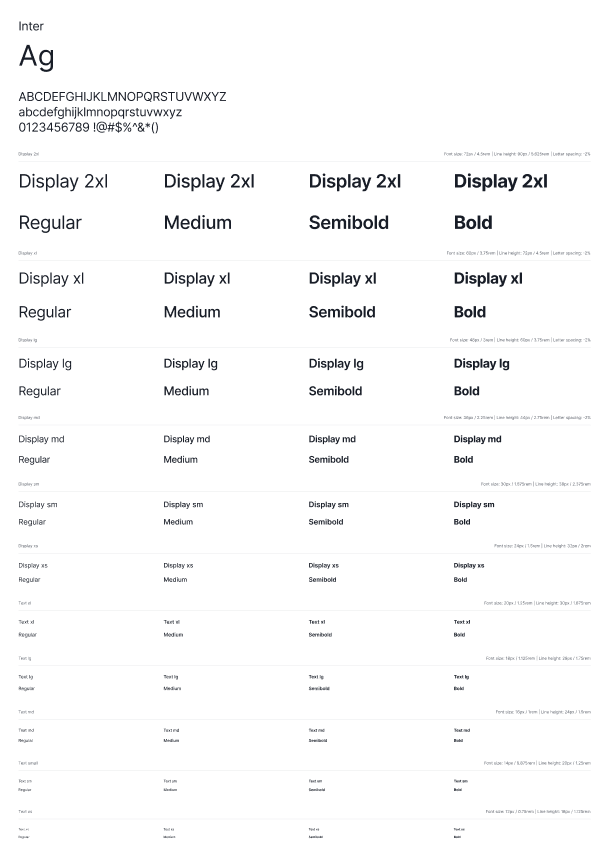 Inter
Ag
ABCDEFGHIJKLMNOPQRSTUVWXYZ
abcdefghijklmnopqrstuvwxyz
0123456789 !@#$%^&*()
Display 2xl Font size: 72px / 4.5rem | Line height: 90px / 5.625rem | Letter spacing: -2%
Display 2xl Display 2xl Display 2xl Display 2xl
Regular Medium Semibold Bold
Display xl Font size: 60px / 3.75rem | Line height: 72px / 4.5rem | Letter spacing: -2%
Display xl Display xl Display xl Display xl
Regular Medium Semibold Bold
Display lg Font size: 48px / 3rem | Line height: 60px / 3.75rem | Letter spacing: -2%
Display lg Display lg Display lg Display lg
Regular Medium Semibold Bold
Display md Font size: 36px / 2.25rem | Line height: 44px / 2.75rem | Letter spacing: -2%
Display md Display md Display md Display md
Regular Medium Semibold Bold
Display sm Font size: 30px / 1.875rem | Line height: 38px / 2.375rem
Display sm Display sm Display sm Display sm
Regular Medium Semibold Bold
Display xs Font size: 24px / 1.5rem | Line height: 32px / 2rem
Display xs Display xs Display xs Display xs
Regular Medium Semibold Bold
Text xl Font size: 20px / 1.25rem | Line height: 30px / 1.875rem
Text xl Text xl Text xl Text xl
Regular Medium Semibold Bold
Text lg Font size: 18px / 1.125rem | Line height: 28px / 1.75rem
Text lg Text lg Text lg Text lg
Regular Medium Semibold Bold
Text md Font size: 16px / 1rem | Line height: 24px / 1.5rem
Text md Text md Text md Text md
Regular Medium Semibold Bold
Text small Font size: 14px / 0.875rem | Line height: 20px / 1.25rem
Text sm Text sm Text sm Text sm
Regular Medium Semibold Bold
Text xs Font size: 12px / 0.75rem | Line height: 18px / 1.125rem
Text xs Text xs Text xs Text xs
Regular Medium Semibold Bold